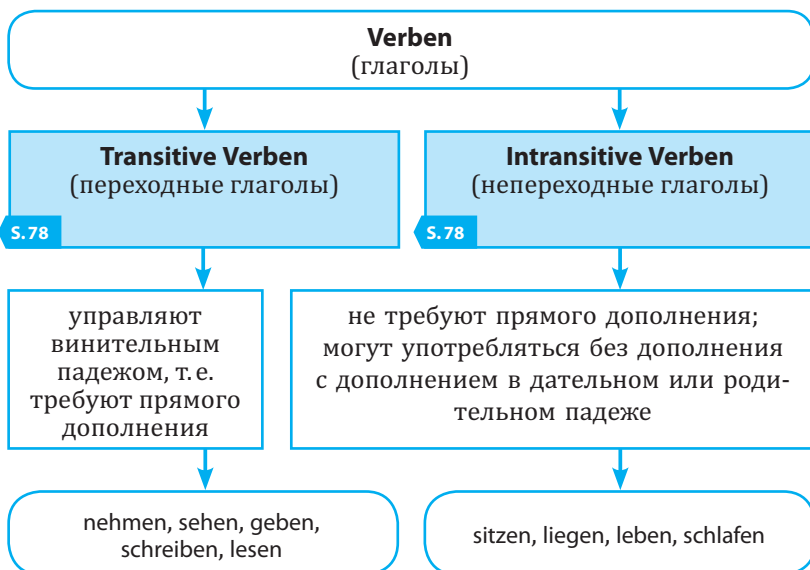 Verben
(глаголы)
Transitive Verben
(переходные глаголы)
S. 78
Intransitive Verben
(непереходные глаголы)
S. 78
управляют
винительным
падежом, т. е.
требуют прямого
дополнения
не требуют прямого дополнения;
могут употребляться без дополнения
с дополнением в дательном или роди-
тельном падеже
nehmen, sehen, geben,
schreiben, lesen
sitzen, liegen, leben, schlafen